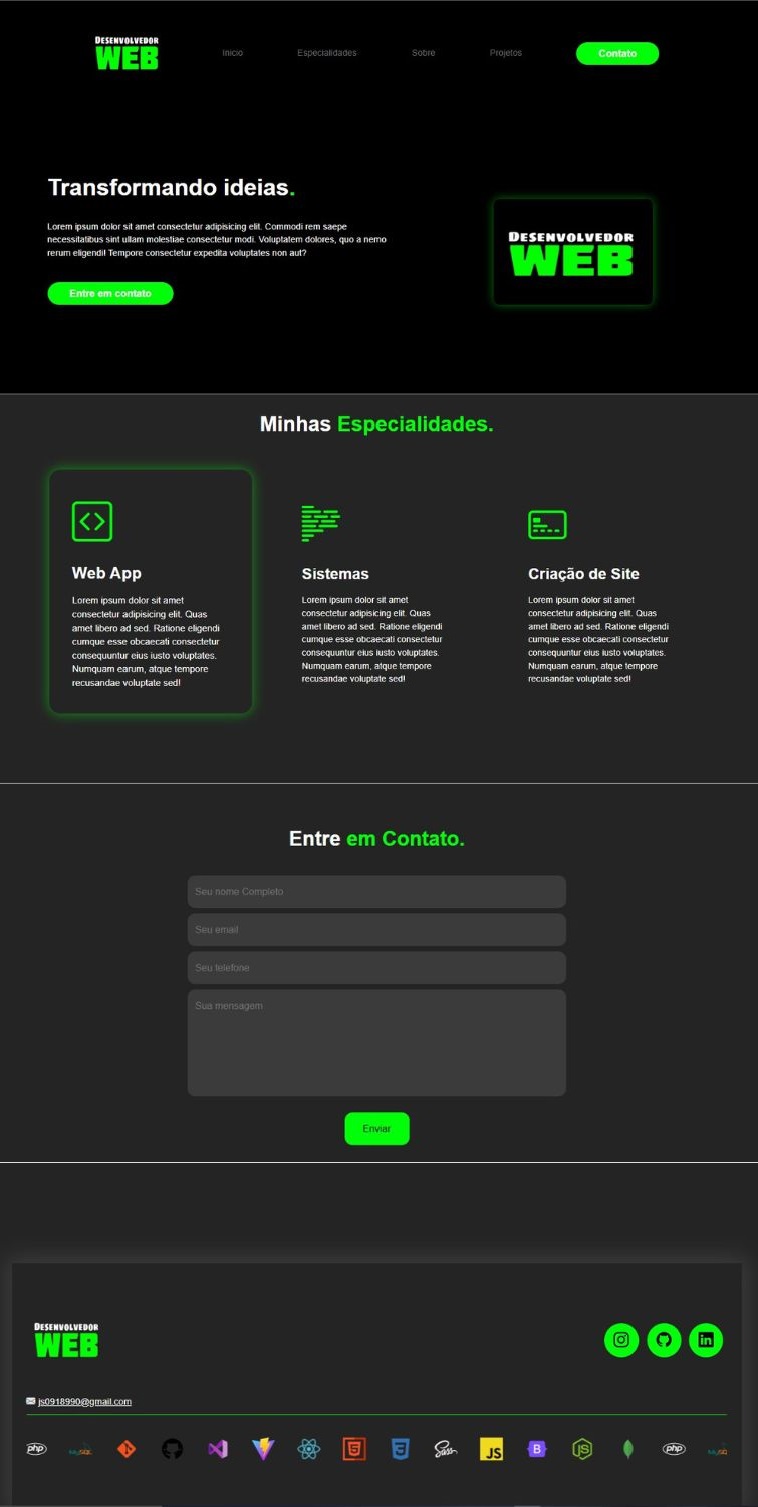 DESENVOLVEDOR
WEB
Inicio
Especialidades
Sobre
Projetos
Contato
Transformando ideias.
Lorem ipsum dolor sit amet consectetur adipisicing elit. Commodi rem saepe
necessitatibus sint ullam molestiae consectetur modi. Voluptatem dolores, quo a nemo
rerum eligendi! Tempore consectetur expedita voluptates non aut?
Entre em contato
DESENVOLVEDOR
WEB
Minhas Especialidades.
Web App
Lorem ipsum dolor sit amet
consectetur adipisicing elit. Quas
amet libero ad sed. Ratione eligendi
cumque esse obcaecati consectetur
consequuntur eius iusto voluptates.
Numquam earum, atque tempore
recusandae voluptate sed!
Sistemas
Lorem ipsum dolor sit amet
consectetur adipisicing elit. Quas
amet libero ad sed. Ratione eligendi
cumque esse obcaecati consectetur
consequuntur eius iusto voluptates.
Numquam earum, atque tempore
recusandae voluptate sed!
Criação de Site
Lorem ipsum dolor sit amet
consectetur adipisicing elit. Quas
amet libero ad sed. Ratione eligendi
cumque esse obcaecati consectetur
consequuntur eius iusto voluptates.
Numquam earum, atque tempore
recusandae voluptate sed!
Entre em Contato.
Seu nome Completo
Seu email
Seu telefone
Sua mensagem
Enviar
DESENVOLVEDOR
WEB
js0918990@gmail.com
php
MySQL
Sass
JS
B
php
MySQ